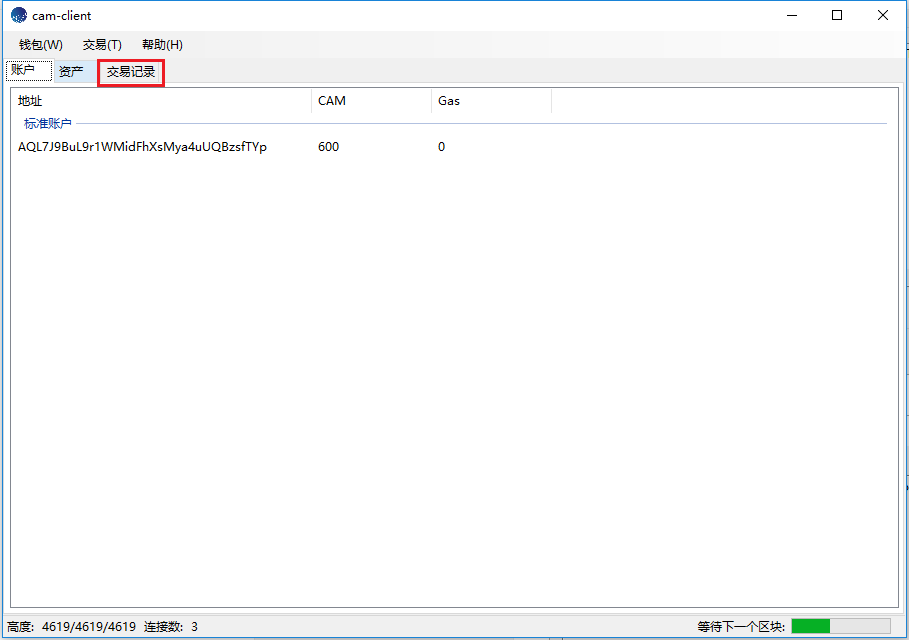 cam-client
钱包(W) 交易(T) 帮助(H)
账户 资产 交易记录
地址 CAM Gas
标准账户
AQL7J9BuL9r1WMidFhXsMya4uUQBzsfTYp 600 0
高度: 4619/4619/4619 连接数: 3 等待下一个区块: